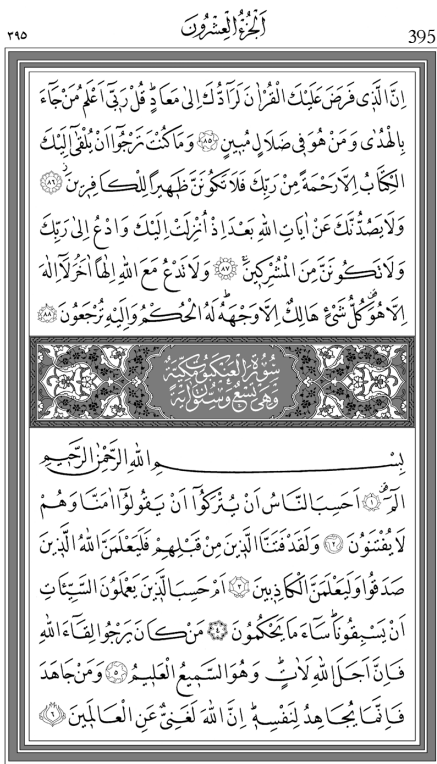 ٣٩٥ اَلْجُزْءُ الْعِشْرُونَ 395
اِنَّ الَّذ۪ي فَرَضَ عَلَيْكَ الْقُرْاٰنَ لَرَٓادُّكَ اِلٰى مَعَادٍۜ قُلْ رَبّ۪ٓي اَعْلَمُ مَنْ جَٓاءَ
بِالْهُدٰى وَمَنْ هُوَ ف۪ي ضَلَالٍ مُب۪ينٍ ﴿٨٥﴾ وَمَا كُنْتَ تَرْجُٓوا اَنْ يُلْقٰٓى اِلَيْكَ
الْكِتَابُ اِلَّا رَحْمَةً مِنْ رَبِّكَ فَلَا تَكُونَنَّ ظَه۪يراً لِلْكَافِر۪ينَۘ ﴿٨٦﴾
وَلَا يَصُدُّنَّكَ عَنْ اٰيَاتِ اللّٰهِ بَعْدَ اِذْ اُنْزِلَتْ اِلَيْكَ وَادْعُ اِلٰى رَبِّكَ
وَلَا تَكُونَنَّ مِنَ الْمُشْرِك۪ينَۚ ﴿٨٧﴾ وَلَا تَدْعُ مَعَ اللّٰهِ اِلٰهاً اٰخَرَۢ لَٓا اِلٰهَ
اِلَّا هُوَ۠ كُلُّ شَيْءٍ هَالِكٌ اِلَّا وَجْهَهُۜ لَهُ الْحُكْمُ وَاِلَيْهِ تُرْجَعُونَ ﴿٨٨﴾
سُورَةُ الْعَنْكَبُوتِ مَكِّيَّةٌ
وَهِيَ تِسْعٌ وَسِتُّونَ اٰيَةً
بِسْمِ اللّٰهِ الرَّحْمٰنِ الرَّح۪يمِ
الٓمٓ۠ ﴿١﴾ اَحَسِبَ النَّاسُ اَنْ يُتْرَكُٓوا اَنْ يَقُولُٓوا اٰمَنَّا وَهُمْ
لَا يُفْتَنُونَ ﴿٢﴾ وَلَقَدْ فَتَنَّا الَّذ۪ينَ مِنْ قَبْلِهِمْ فَلَيَعْلَمَنَّ اللّٰهُ الَّذ۪ينَ
صَدَقُوا وَلَيَعْلَمَنَّ الْكَاذِب۪ينَ ﴿٣﴾ اَمْ حَسِبَ الَّذ۪ينَ يَعْمَلُونَ السَّيِّـَٔاتِ
اَنْ يَسْبِقُونَاۜ سَٓاءَ مَا يَحْكُمُونَ ﴿٤﴾ مَنْ كَانَ يَرْجُوا لِقَٓاءَ اللّٰهِ
فَاِنَّ اَجَلَ اللّٰهِ لَاٰتٍۜ وَهُوَ السَّم۪يعُ الْعَل۪يمُ ﴿٥﴾ وَمَنْ جَاهَدَ
فَاِنَّمَا يُجَاهِدُ لِنَفْسِه۪ۜ اِنَّ اللّٰهَ لَغَنِيٌّ عَنِ الْعَالَم۪ينَ ﴿٦﴾